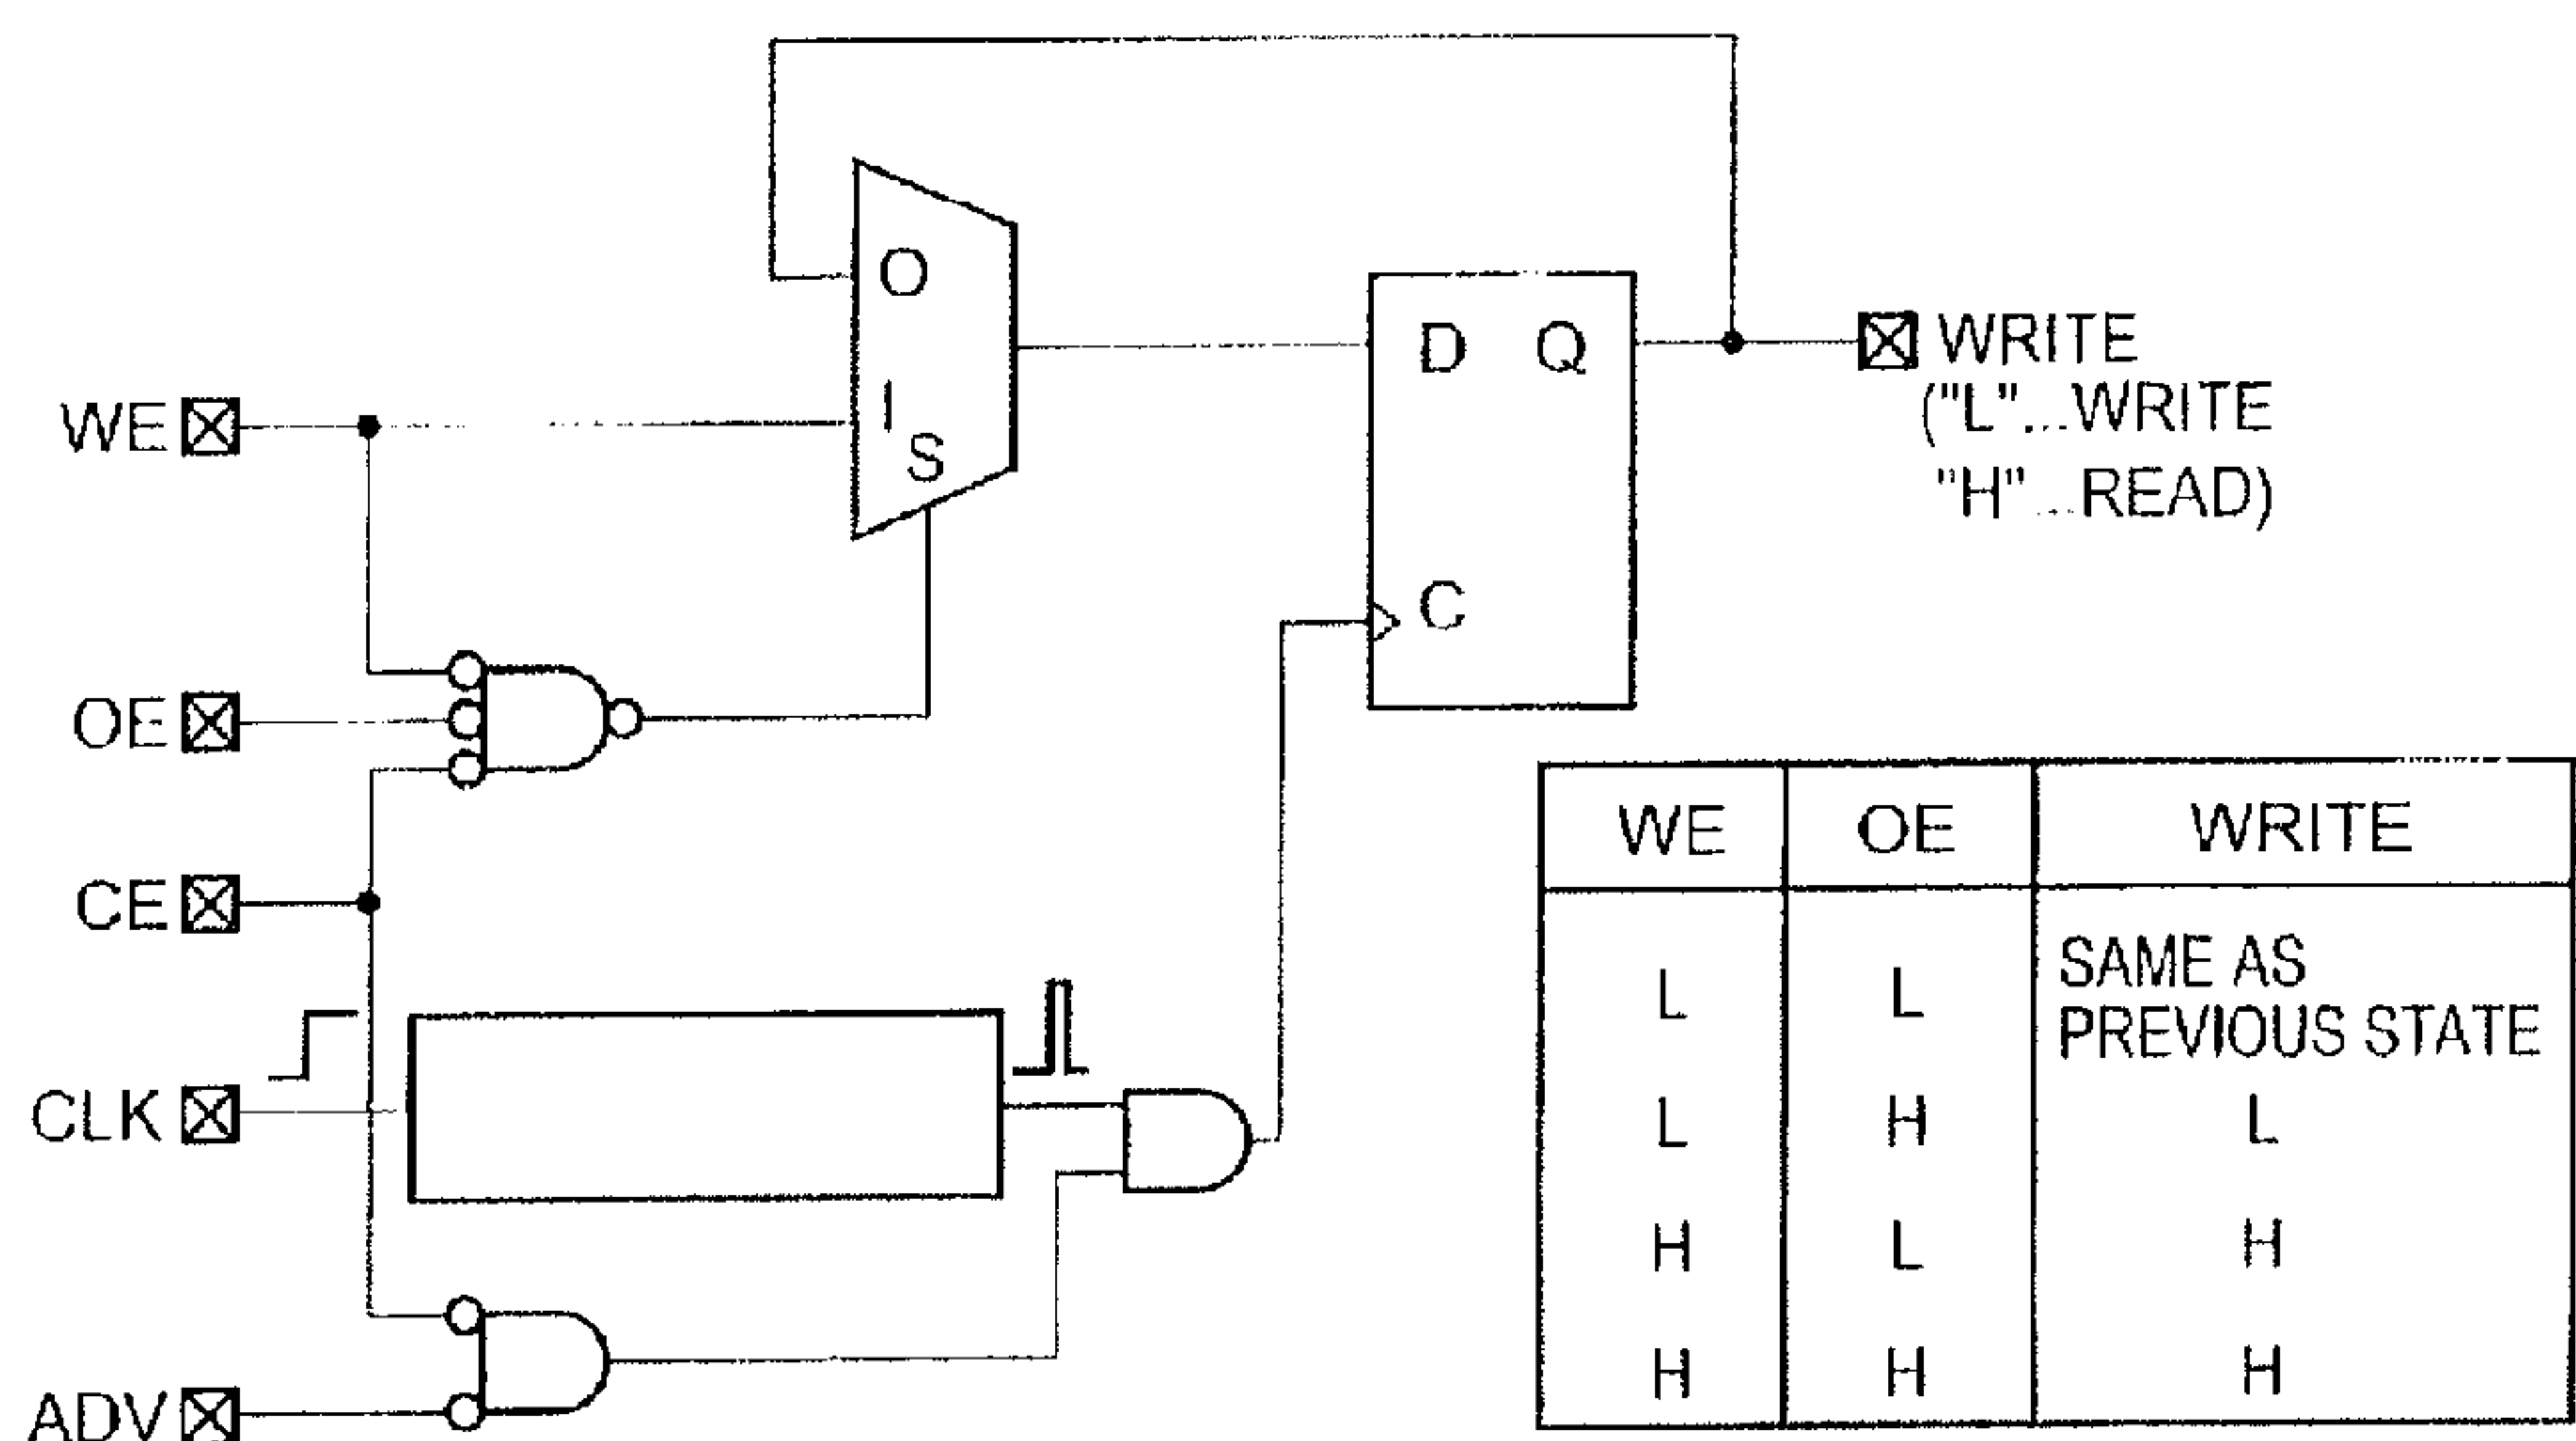 O
I
S
D Q
C
WE
OE
CE
CLK
ADV
WRITE
("L"...WRITE
"H"...READ)
WE OE WRITE
L L SAME AS
PREVIOUS STATE
L H L
H L H
H H H